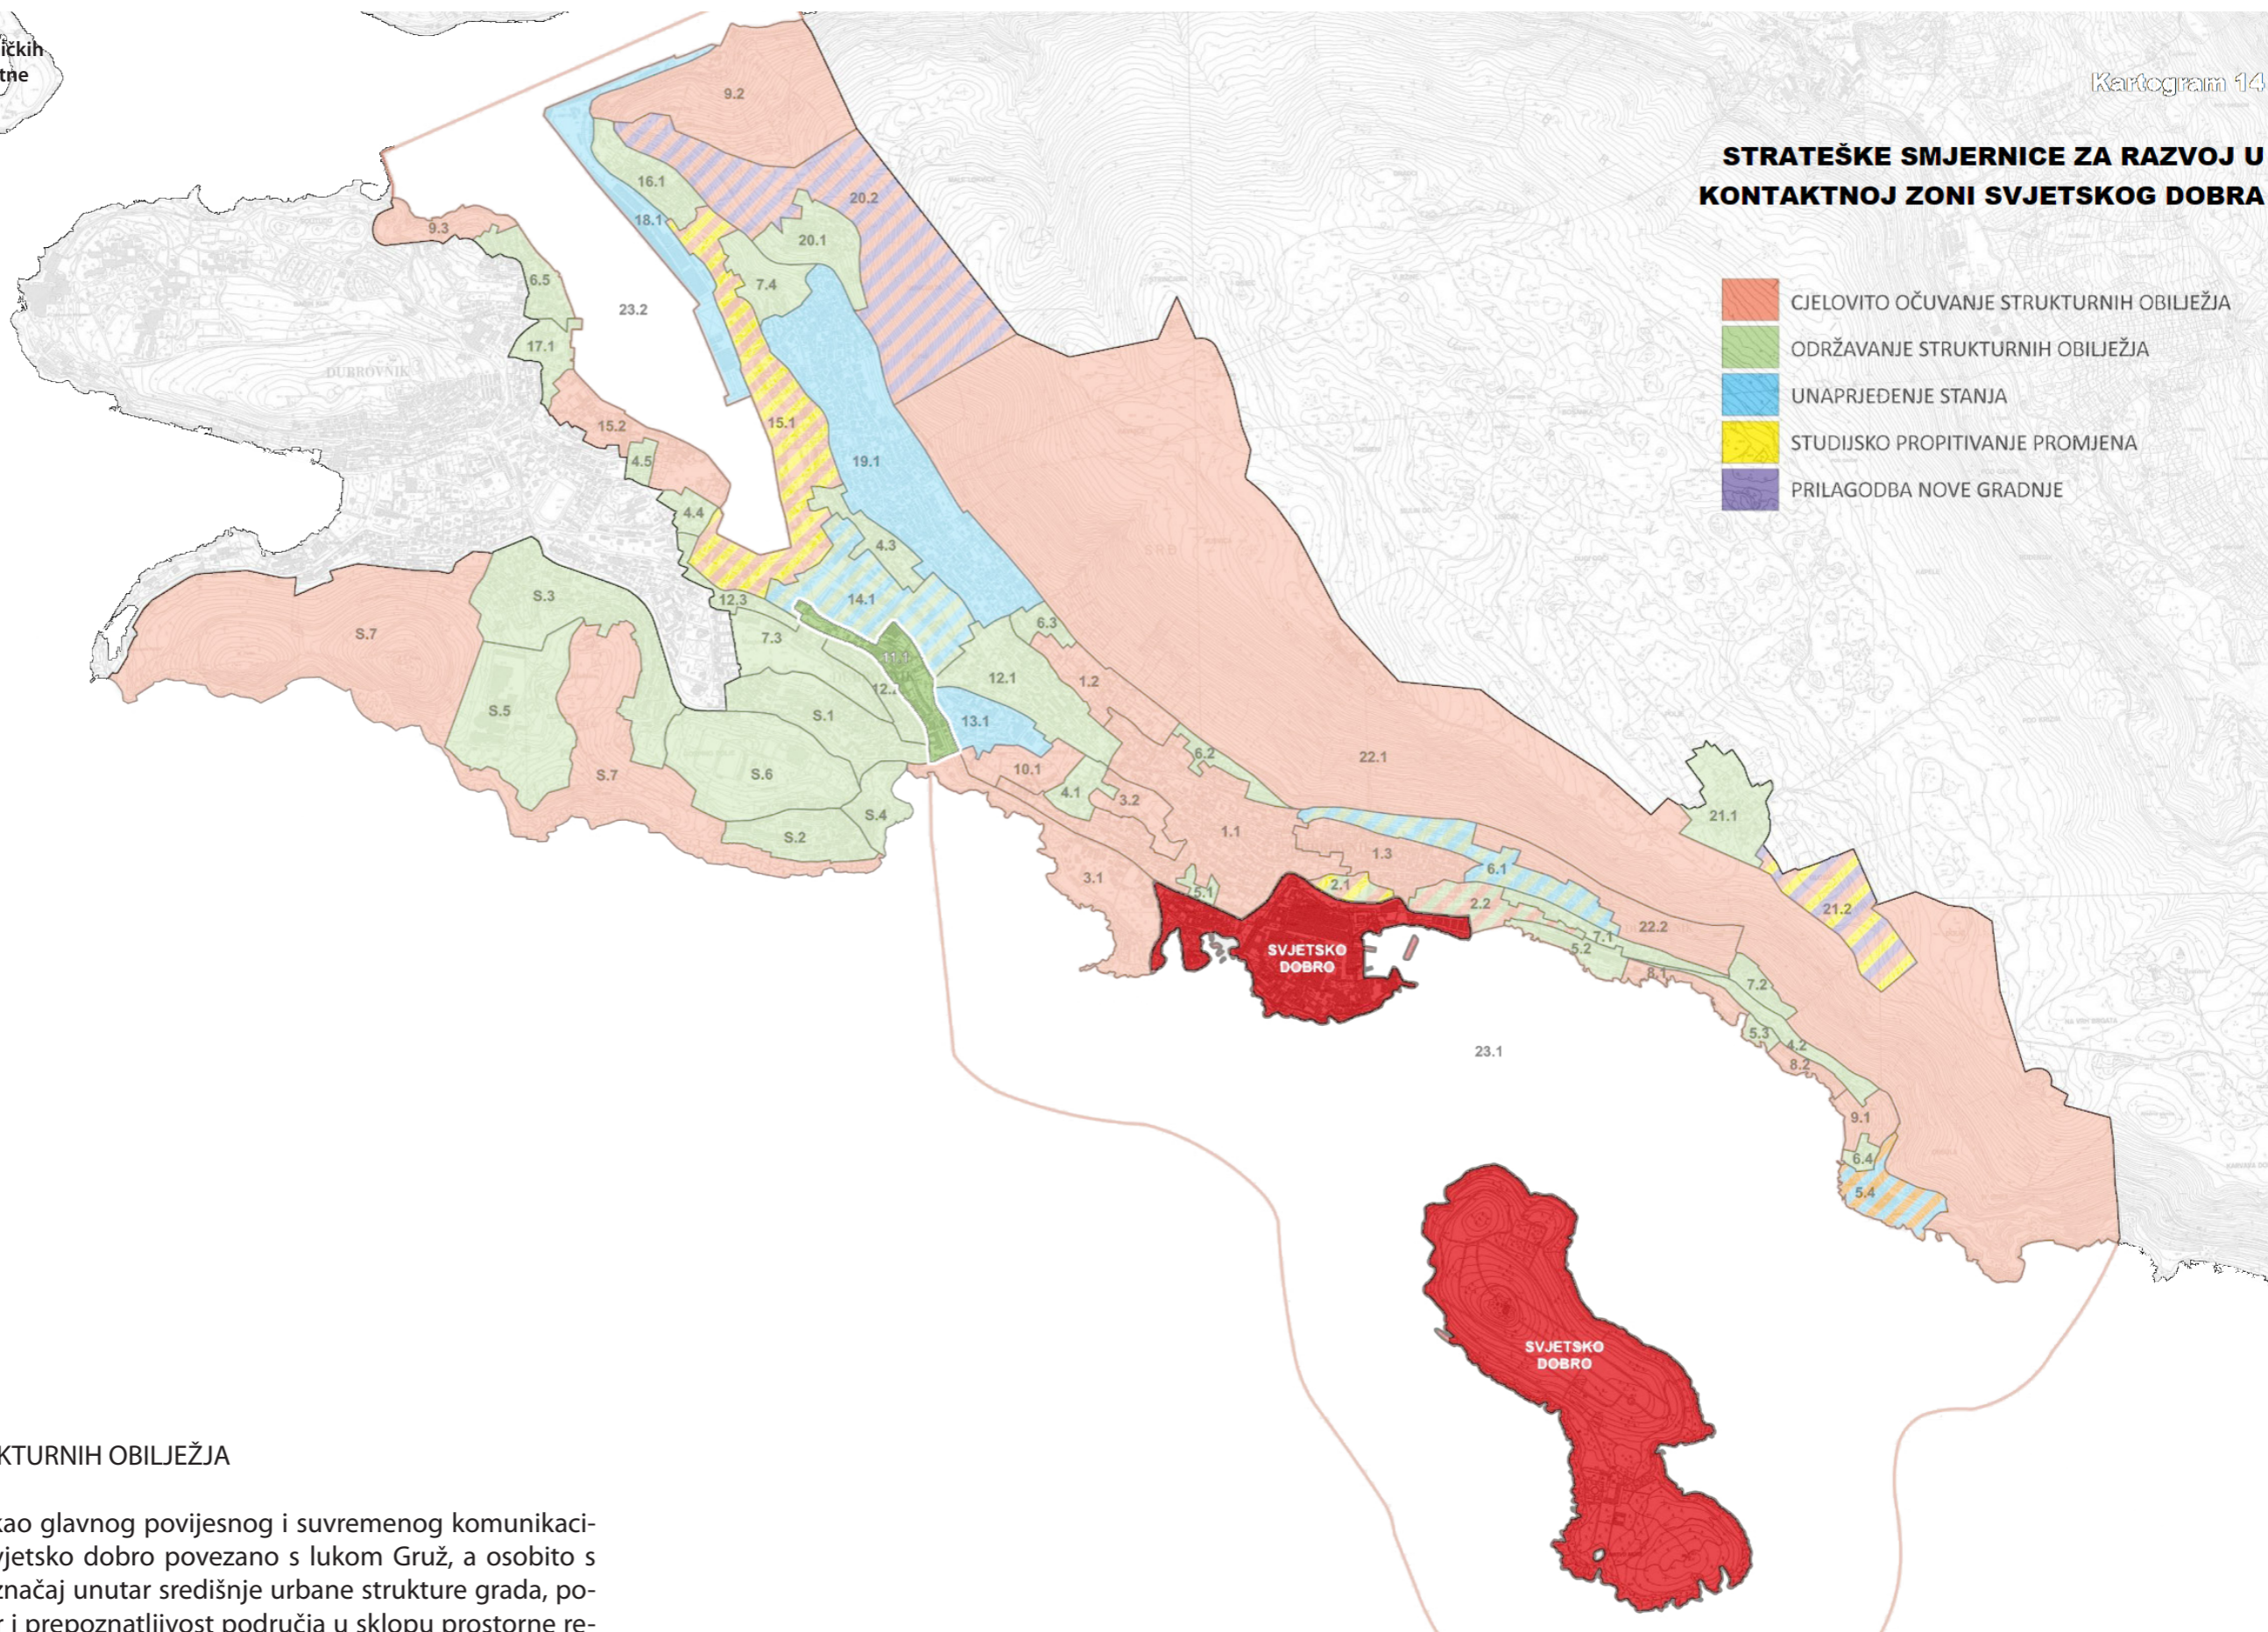 ičkih
tne
Kartogram 14
STRATEŠKE SMJERNICE ZA RAZVOJ U
KONTAKTNOJ ZONI SVJETSKOG DOBRA
CJELOVITO OČUVANJE STRUKTURNIH OBILJEŽJA
ODRŽAVANJE STRUKTURNIH OBILJEŽJA
UNAPRJEĐENJE STANJA
STUDIJSKO PROPITIVANJE PROMJENA
PRILAGODBA NOVE GRADNJE
9.2
16.1
20.2
18.1
9.3
20.1
6.5
7.4
23.2
17.1
DUBROVNIK
15.2
15.1
4.5
19.1
4.4
4.3
SRĐ
S.3
12.3
14.1
6.3
S.7
7.3
11.1
12.1
1.2
S.5
S.1
13.1
6.2
22.1
S.7
S.6
10.1
4.1
3.2
S.4
21.1
S.2
1.1
1.3
6.1
3.1
5.1
2.1
2.2
21.2
22.2
7.1
5.2
SVJETSKO
DOBRO
8.1
7.2
5.3
4.2
23.1
8.2
9.1
6.4
5.4
SVJETSKO
DOBRO
KTURNIH OBILJEŽJA
kao glavnog povijesnog i suvremenog komunikaci-
vjetsko dobro povezano s lukom Gruž, a osobito s
značaj unutar središnje urbane strukture grada, po-
r i prepoznatljivost područja u sklopu prostorne re-